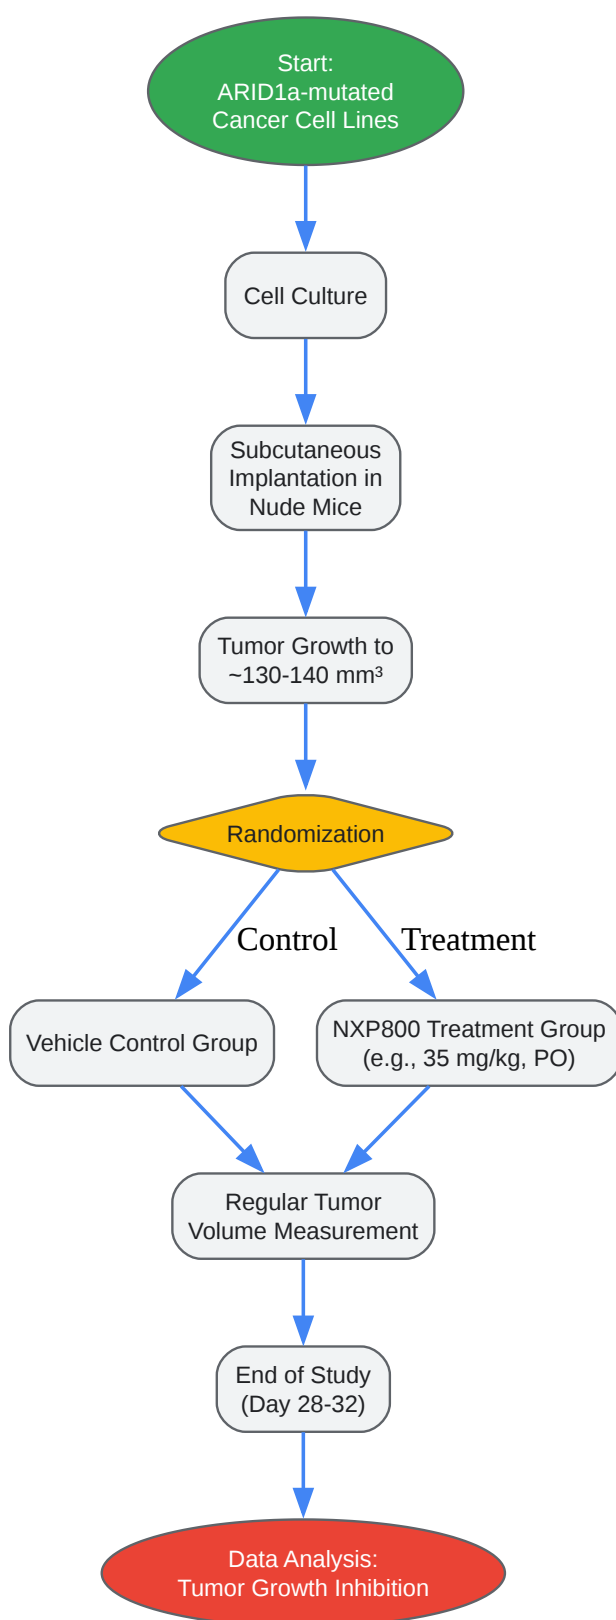 Start:
ARID1a-mutated
Cancer Cell Lines
Cell Culture
Subcutaneous
Implantation in
Nude Mice
Tumor Growth to
~130-140 mm³
Randomization
Control
Treatment
Vehicle Control Group
NXP800 Treatment Group
(e.g., 35 mg/kg, PO)
Regular Tumor
Volume Measurement
End of Study
(Day 28-32)
Data Analysis:
Tumor Growth Inhibition